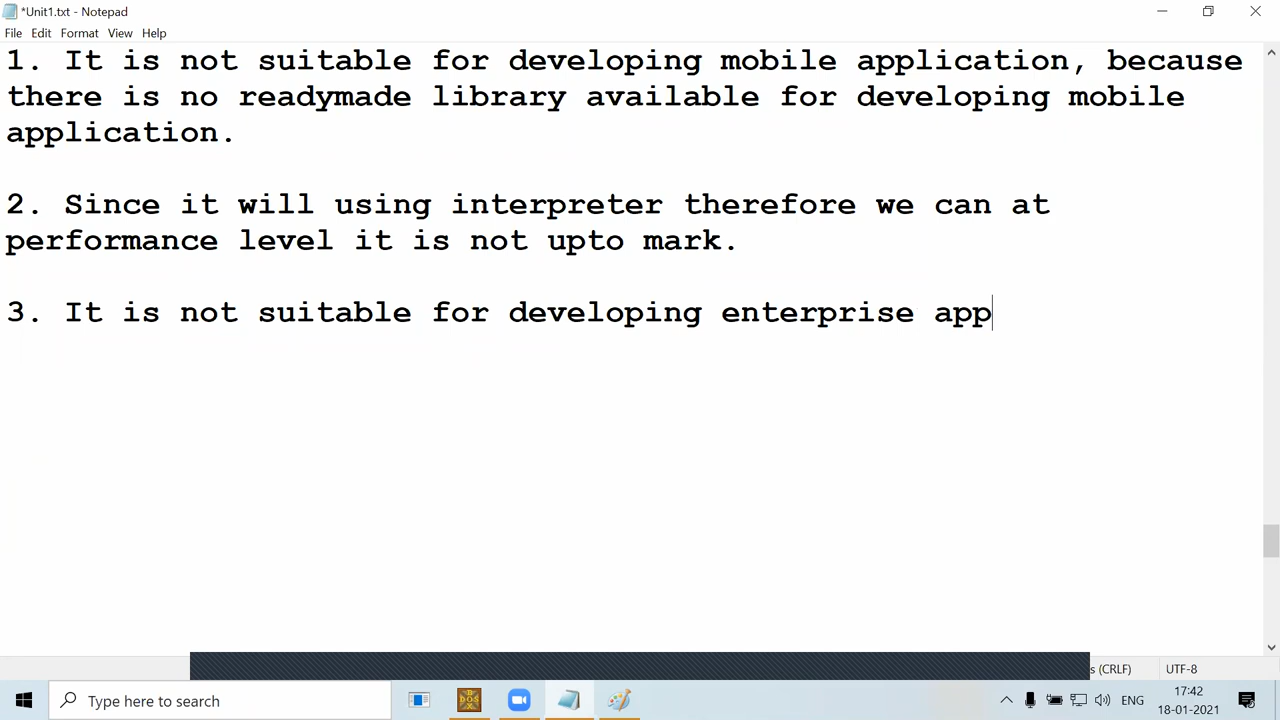 *Unit1.txt - Notepad
File Edit Format View Help
1. It is not suitable for developing mobile application, because
there is no readymade library available for developing mobile
application.
2. Since it will using interpreter therefore we can at
performance level it is not upto mark.
3. It is not suitable for developing enterprise app
s (CRLF) UTF-8
Type here to search
ENG
17:42
18-01-2021